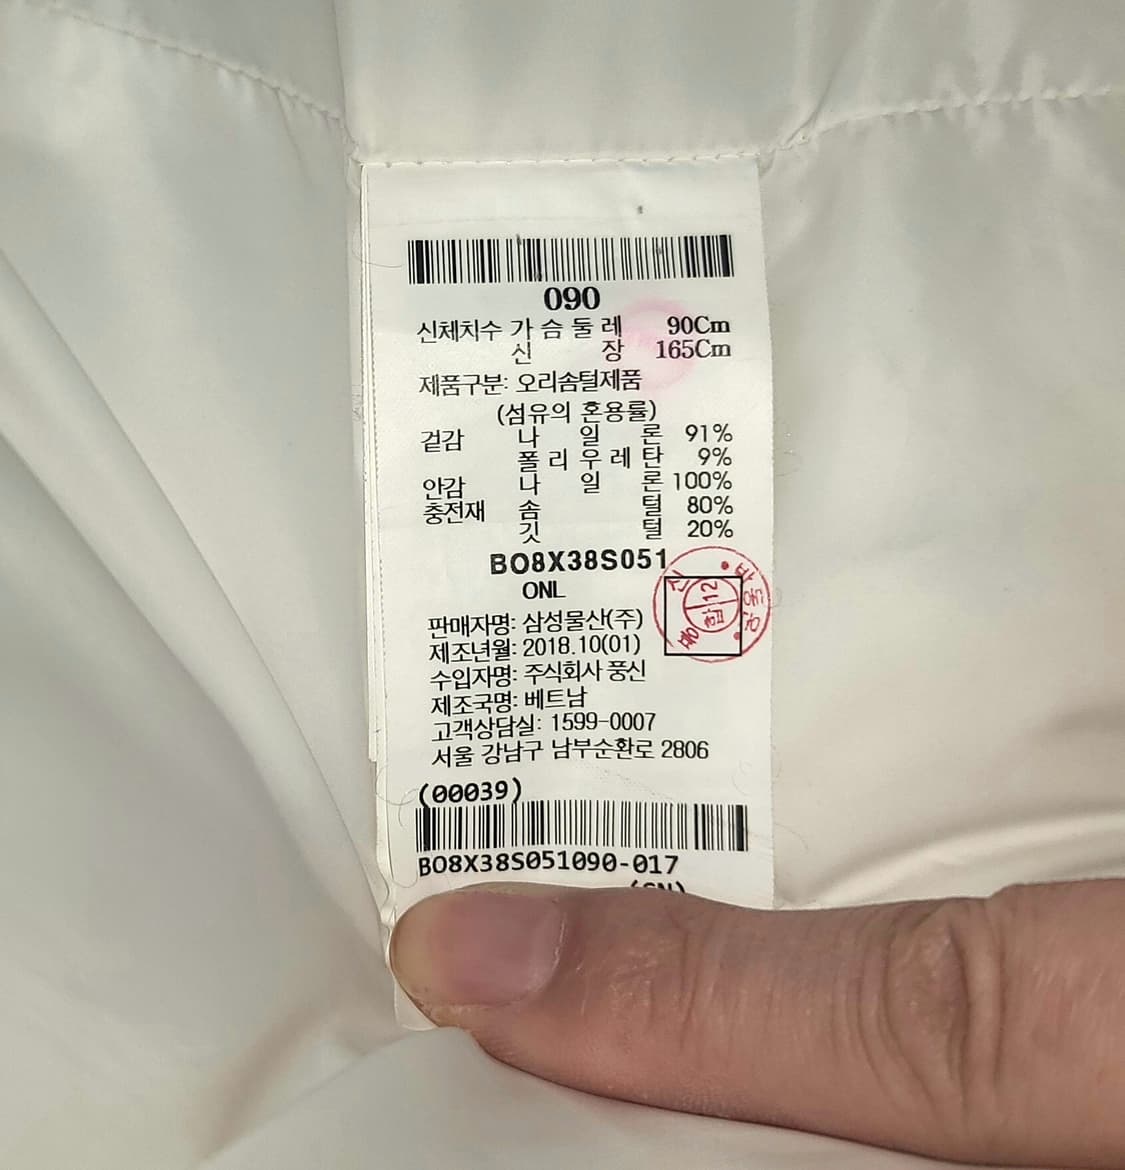 090
신체치수 가 슴 둘 레 90Cm
신 장 165Cm
제품구분: 오리솜털제품
(섬유의 혼용률)
겉감 나 일 론 91%
폴 리 우 레 탄 9%
안감 나 일 론 100%
충전재 솜 털 80%
깃 털 20%
BO8X38S051
ONL
판매자명: 삼성물산(주)
제조년월: 2018.10(01)
수입자명: 주식회사 풍신
제조국명: 베트남
고객상담실: 1599-0007
서울 강남구 남부순환로 2806
12
(00039)
BO8X38S051090-017